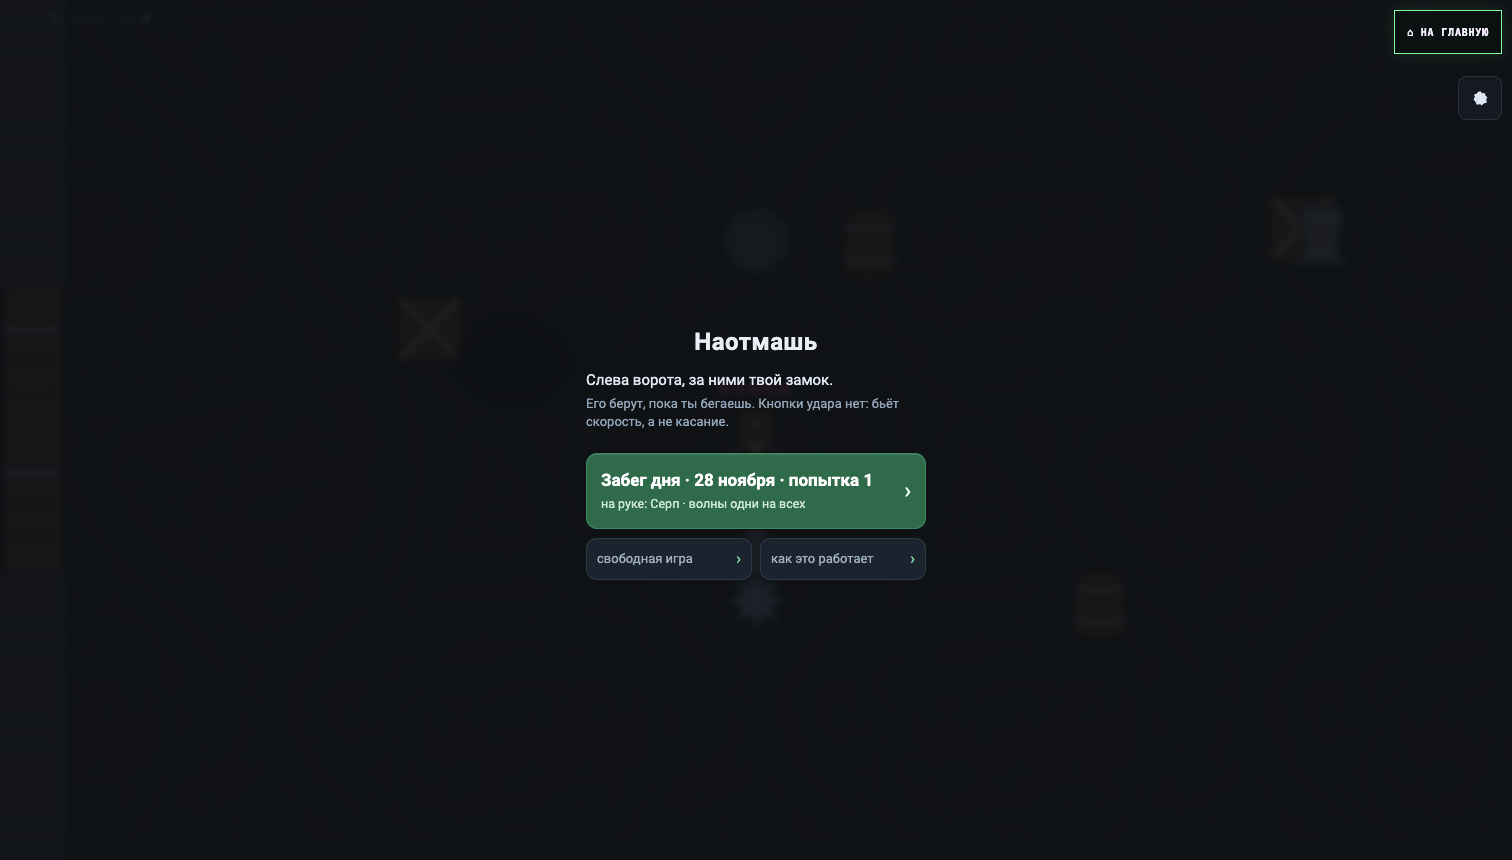 ⌂ НА ГЛАВНУЮ
Наотмашь
Слева ворота, за ними твой замок.
Его берут, пока ты бегаешь. Кнопки удара нет: бьёт
скорость, а не касание.
Забег дня · 28 ноября · попытка 1
на руке: Серп · волны одни на всех
свободная игра ›
как это работает ›